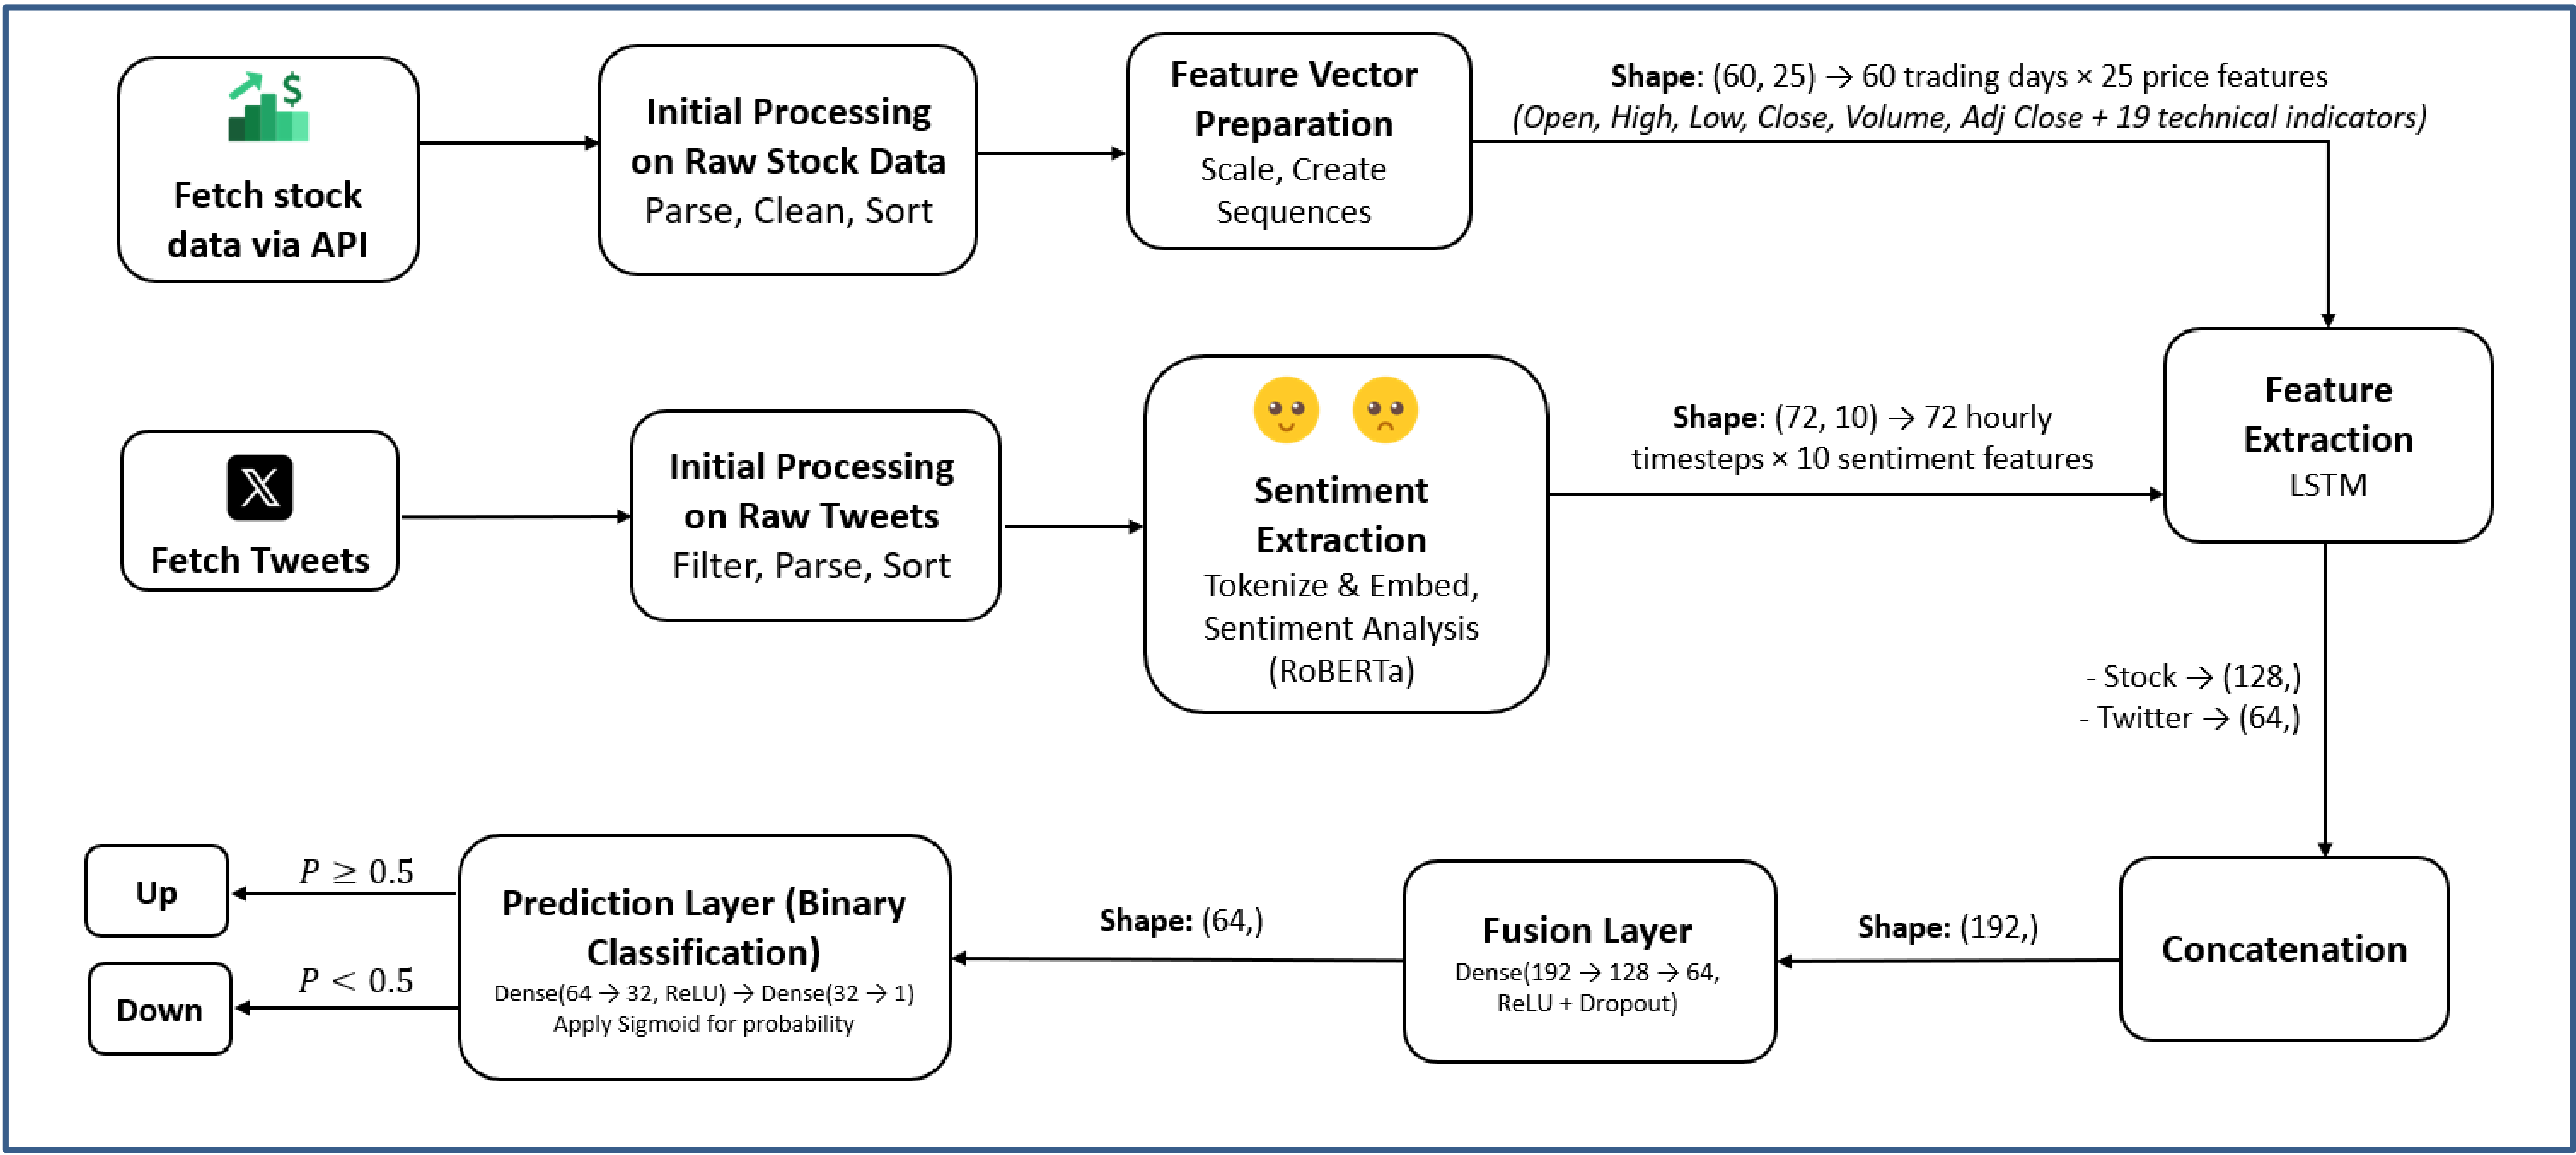 Fetch stock
data via API
Initial Processing
on Raw Stock Data
Parse, Clean, Sort
Feature Vector
Preparation
Scale, Create
Sequences
Shape: (60, 25) → 60 trading days × 25 price features
(Open, High, Low, Close, Volume, Adj Close + 19 technical indicators)
Fetch Tweets
Initial Processing
on Raw Tweets
Filter, Parse, Sort
Sentiment
Extraction
Tokenize & Embed,
Sentiment Analysis
(RoBERTa)
Shape: (72, 10) → 72 hourly
timesteps × 10 sentiment features
Feature
Extraction
LSTM
- Stock → (128,)
- Twitter → (64,)
Concatenation
Shape: (192,)
Fusion Layer
Dense(192 → 128 → 64,
ReLU + Dropout)
Shape: (64,)
Prediction Layer (Binary
Classification)
Dense(64 → 32, ReLU) → Dense(32 → 1)
Apply Sigmoid for probability
P ≥ 0.5
Up
P < 0.5
Down